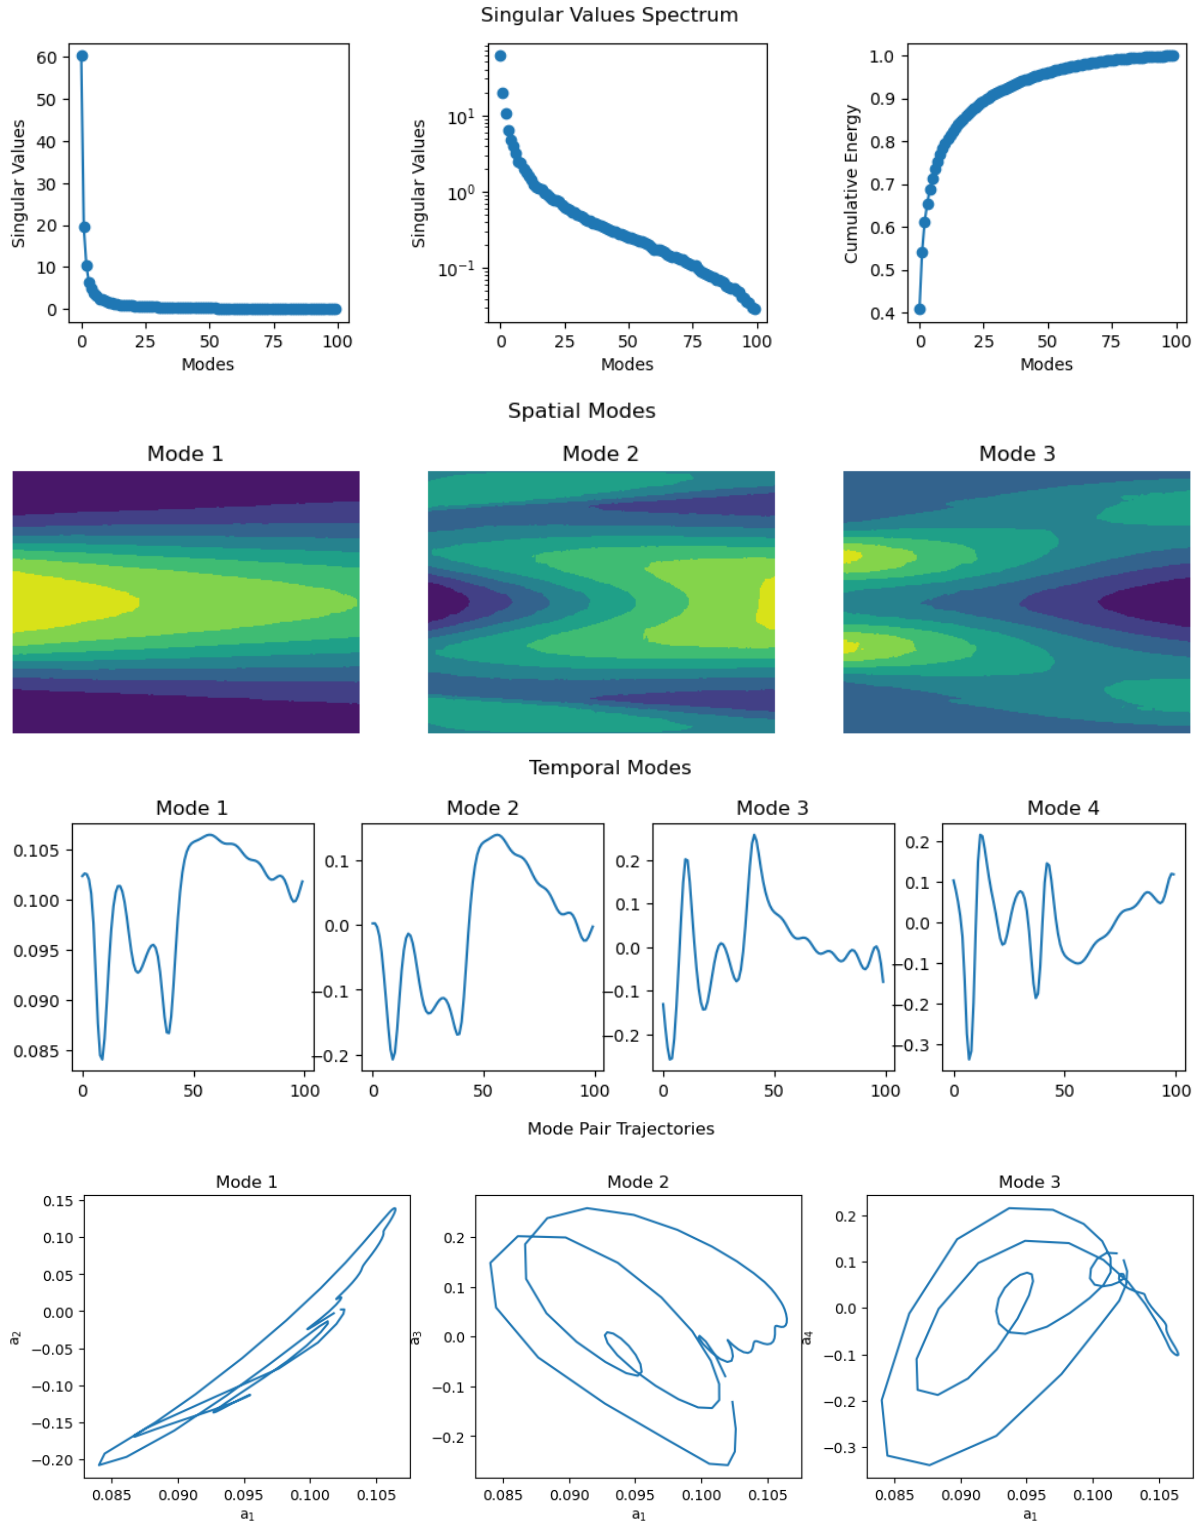 Singular Values Spectrum
60
50
40
30
20
10
0
Singular Values
0 25 50 75 100
Modes
10¹
10⁰
10⁻¹
Singular Values
0 25 50 75 100
Modes
1.0
0.9
0.8
0.7
0.6
0.5
0.4
Cumulative Energy
0 25 50 75 100
Modes
Spatial Modes
Mode 1 Mode 2 Mode 3
Temporal Modes
Mode 1 Mode 2 Mode 3 Mode 4
0.105
0.100
0.095
0.090
0.085
0 50 100
0.1
0.0
−0.1
−0.2
0 50 100
0.2
0.1
0.0
−0.1
−0.2
0 50 100
0.2
0.1
0.0
−0.1
−0.2
−0.3
0 50 100
Mode Pair Trajectories
Mode 1 Mode 2 Mode 3
0.15
0.10
0.05
0.00
−0.05
−0.10
−0.15
−0.20
a₂
0.085 0.090 0.095 0.100 0.105
a₁
0.2
0.1
0.0
−0.1
−0.2
a₃
0.085 0.090 0.095 0.100 0.105
a₁
0.2
0.1
0.0
−0.1
−0.2
−0.3
a₄
0.085 0.090 0.095 0.100 0.105
a₁